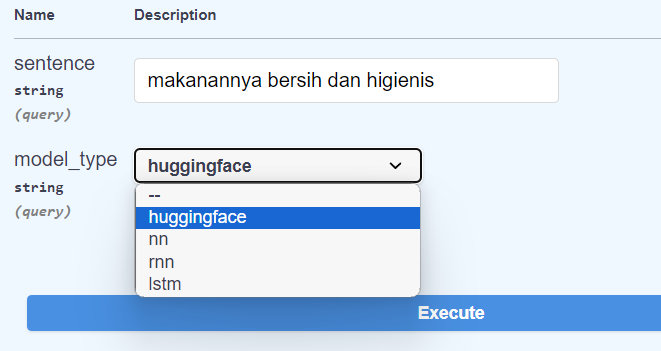 Name Description
sentence
string
(query)
makanannya bersih dan higienis
model_type
string
(query)
huggingface
--
huggingface
nn
rnn
lstm
Execute